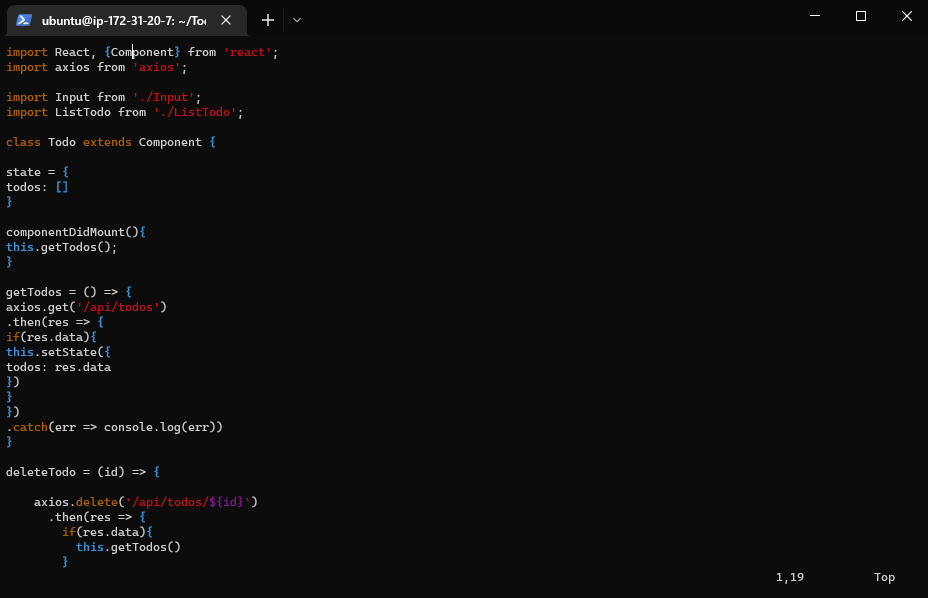 ubuntu@ip-172-31-20-7: ~/Too
import React, {Component} from 'react';
import axios from 'axios';

import Input from './Input';
import ListTodo from './ListTodo';

class Todo extends Component {

state = {
todos: []
}

componentDidMount(){
this.getTodos();
}

getTodos = () => {
axios.get('/api/todos')
.then(res => {
if(res.data){
this.setState({
todos: res.data
})
}
})
.catch(err => console.log(err))
}

deleteTodo = (id) => {

    axios.delete(`/api/todos/${id}`)
      .then(res => {
        if(res.data){
          this.getTodos()
        }
1,19 Top